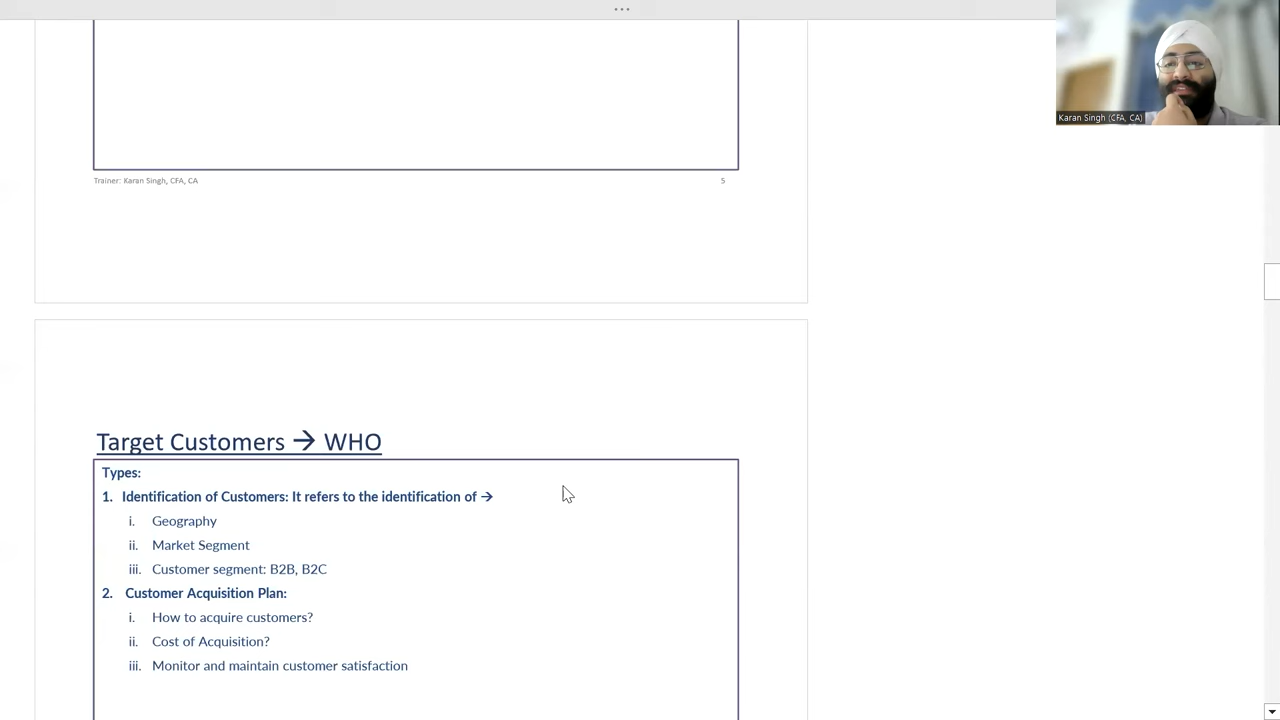 Karan Singh (CFA, CA)
Trainer: Karan Singh, CFA, CA
5
Target Customers → WHO
Types:
1. Identification of Customers: It refers to the identification of →
i. Geography
ii. Market Segment
iii. Customer segment: B2B, B2C
2. Customer Acquisition Plan:
i. How to acquire customers?
ii. Cost of Acquisition?
iii. Monitor and maintain customer satisfaction